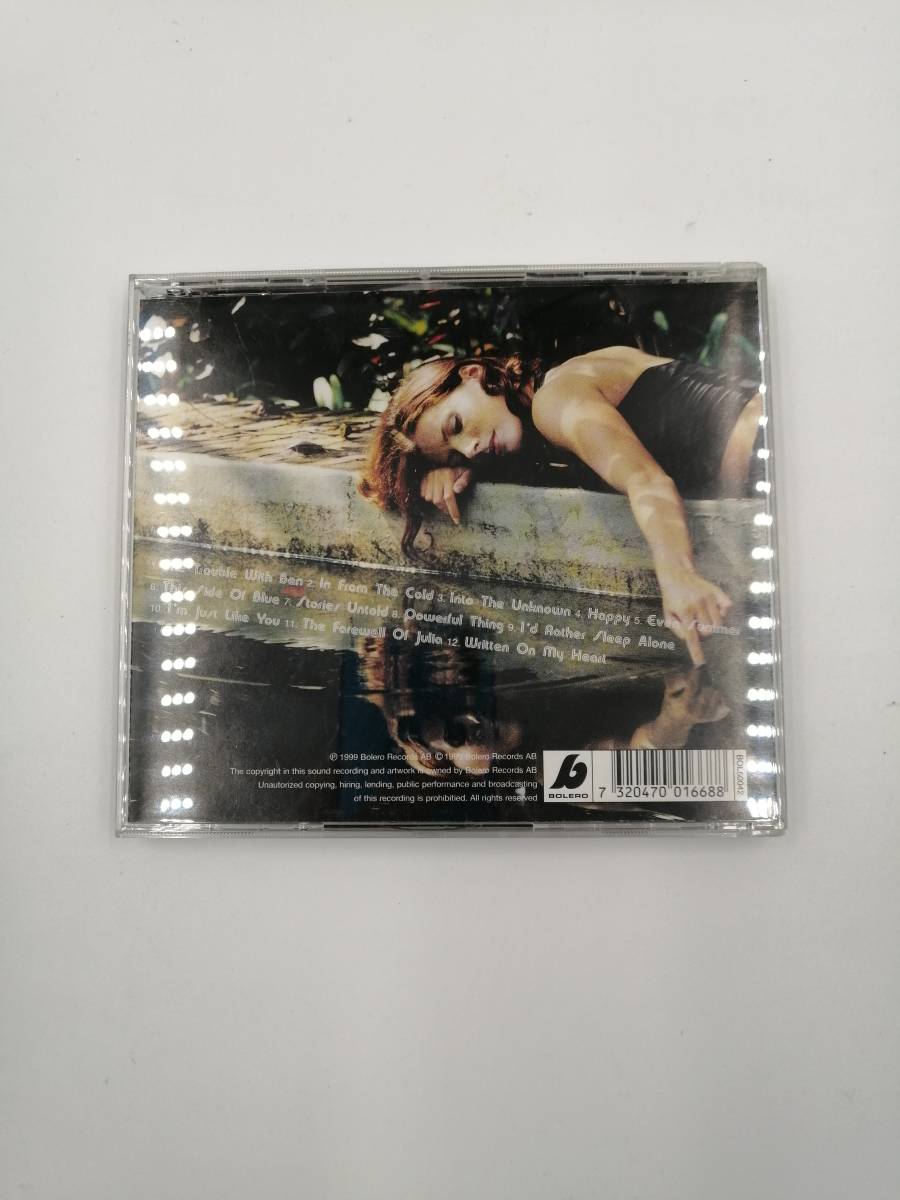 Trouble With Ben 2. In From The Cold 3. Into The Unknown 4. Happy 5. Even Summer
6. This Side Of Blue 7. Stories Untold 8. Powerful Thing 9. I'd Rather Sleep Alone
10. I'm Just Like You 11. The Farewell Of Julia 12. Written On My Heart
℗ 1999 Bolero Records AB © 1999 Bolero Records AB
The copyright in this sound recording and artwork is owned by Bolero Records AB
Unautorized copying, hiring, lending, public performance and broadcasting
of this recording is prohibitied. All rights reserved
b
BOLERO
7 320470 016688